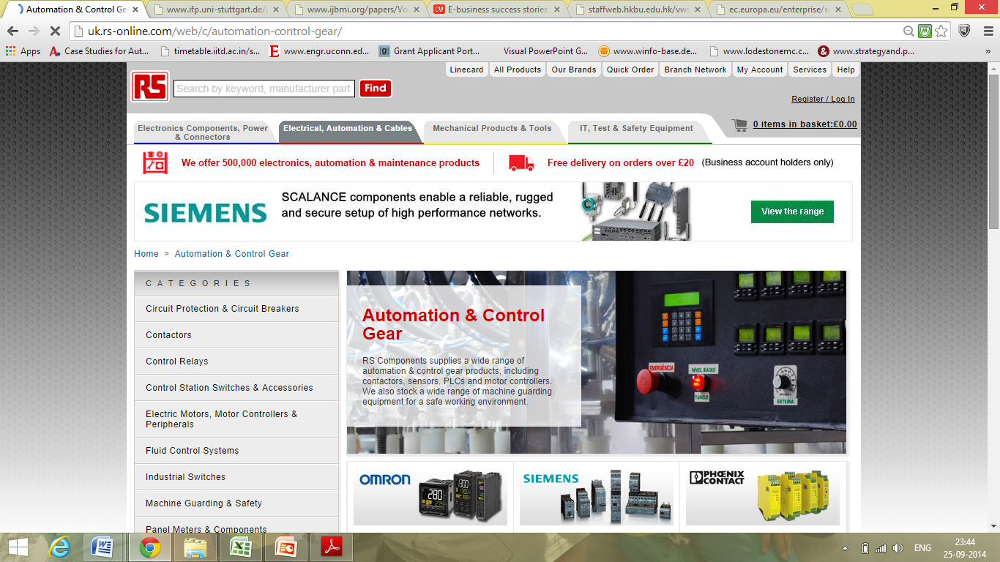 Automation & Control Ge
www.ifp.uni-stuttgart.de/
www.ijbmi.org/papers/Vo
CW E-business success stories
staffweb.hkbu.edu.hk/vws
ec.europa.eu/enterprise/s
uk.rs-online.com/web/c/automation-control-gear/
Apps
Case Studies for Aut...
timetable.iitd.ac.in/s...
www.engr.uconn.ed...
Grant Applicant Port...
Visual PowerPoint G...
www.winfo-base.de...
www.lodestonemc.c...
www.strategyand.p...
»
Linecard
All Products
Our Brands
Quick Order
Branch Network
My Account
Services
Help
RS
Search by keyword, manufacturer part
Find
Register / Log In
0 items in basket:£0.00
Electronics Components, Power
& Connectors
Electrical, Automation & Cables
Mechanical Products & Tools
IT, Test & Safety Equipment
We offer 500,000 electronics, automation & maintenance products
Free delivery on orders over £20 (Business account holders only)
SIEMENS
SCALANCE components enable a reliable, rugged
and secure setup of high performance networks.
View the range
Home > Automation & Control Gear
CATEGORIES
Circuit Protection & Circuit Breakers
Contactors
Control Relays
Control Station Switches & Accessories
Electric Motors, Motor Controllers &
Peripherals
Fluid Control Systems
Industrial Switches
Machine Guarding & Safety
Panel Meters & Components
Automation & Control
Gear
RS Components supplies a wide range of
automation & control gear products, including
contactors, sensors, PLCs and motor controllers.
We also stock a wide range of machine guarding
equipment for a safe working environment.
EMERGÊNCIA
NÍVEL BAIXO
TANQUE
ESTEIRA
OMRON
280
1300
SIEMENS
PHŒNIX
CONTACT
ENG
23:44
25-09-2014